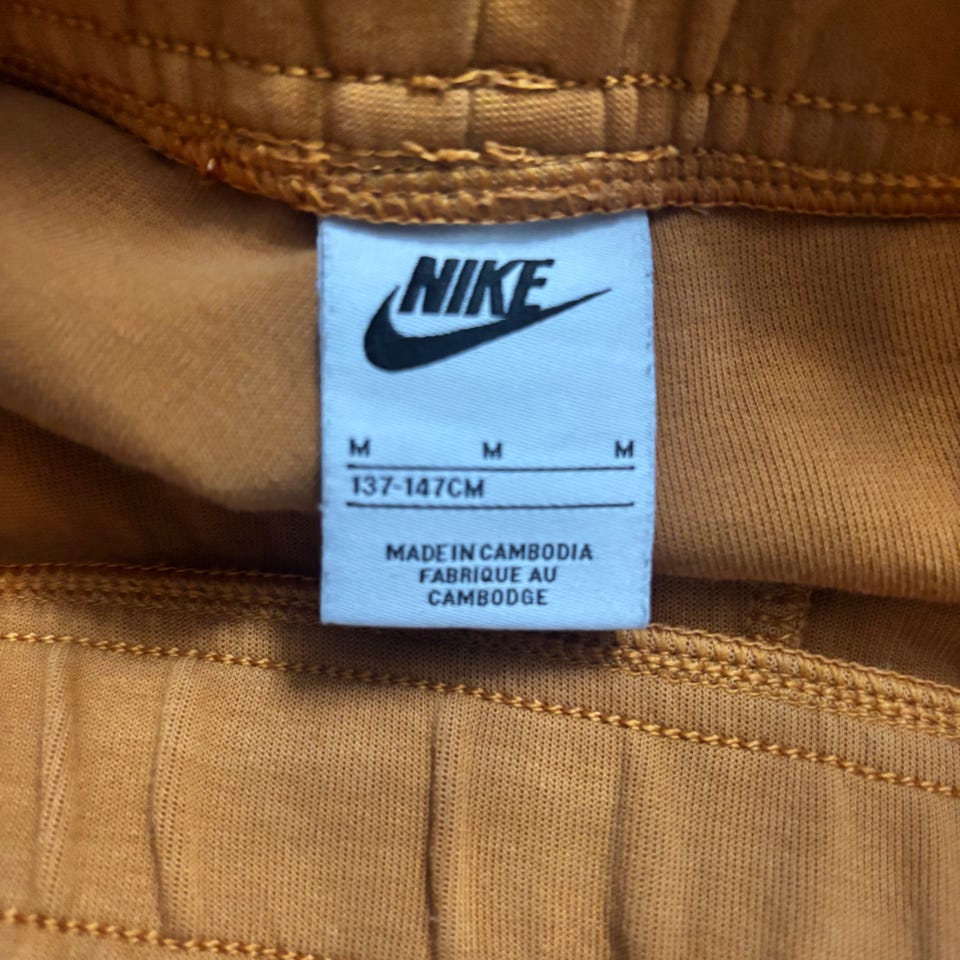 NIKE
M M M
137-147CM
MADE IN CAMBODIA
FABRIQUE AU
CAMBODGE